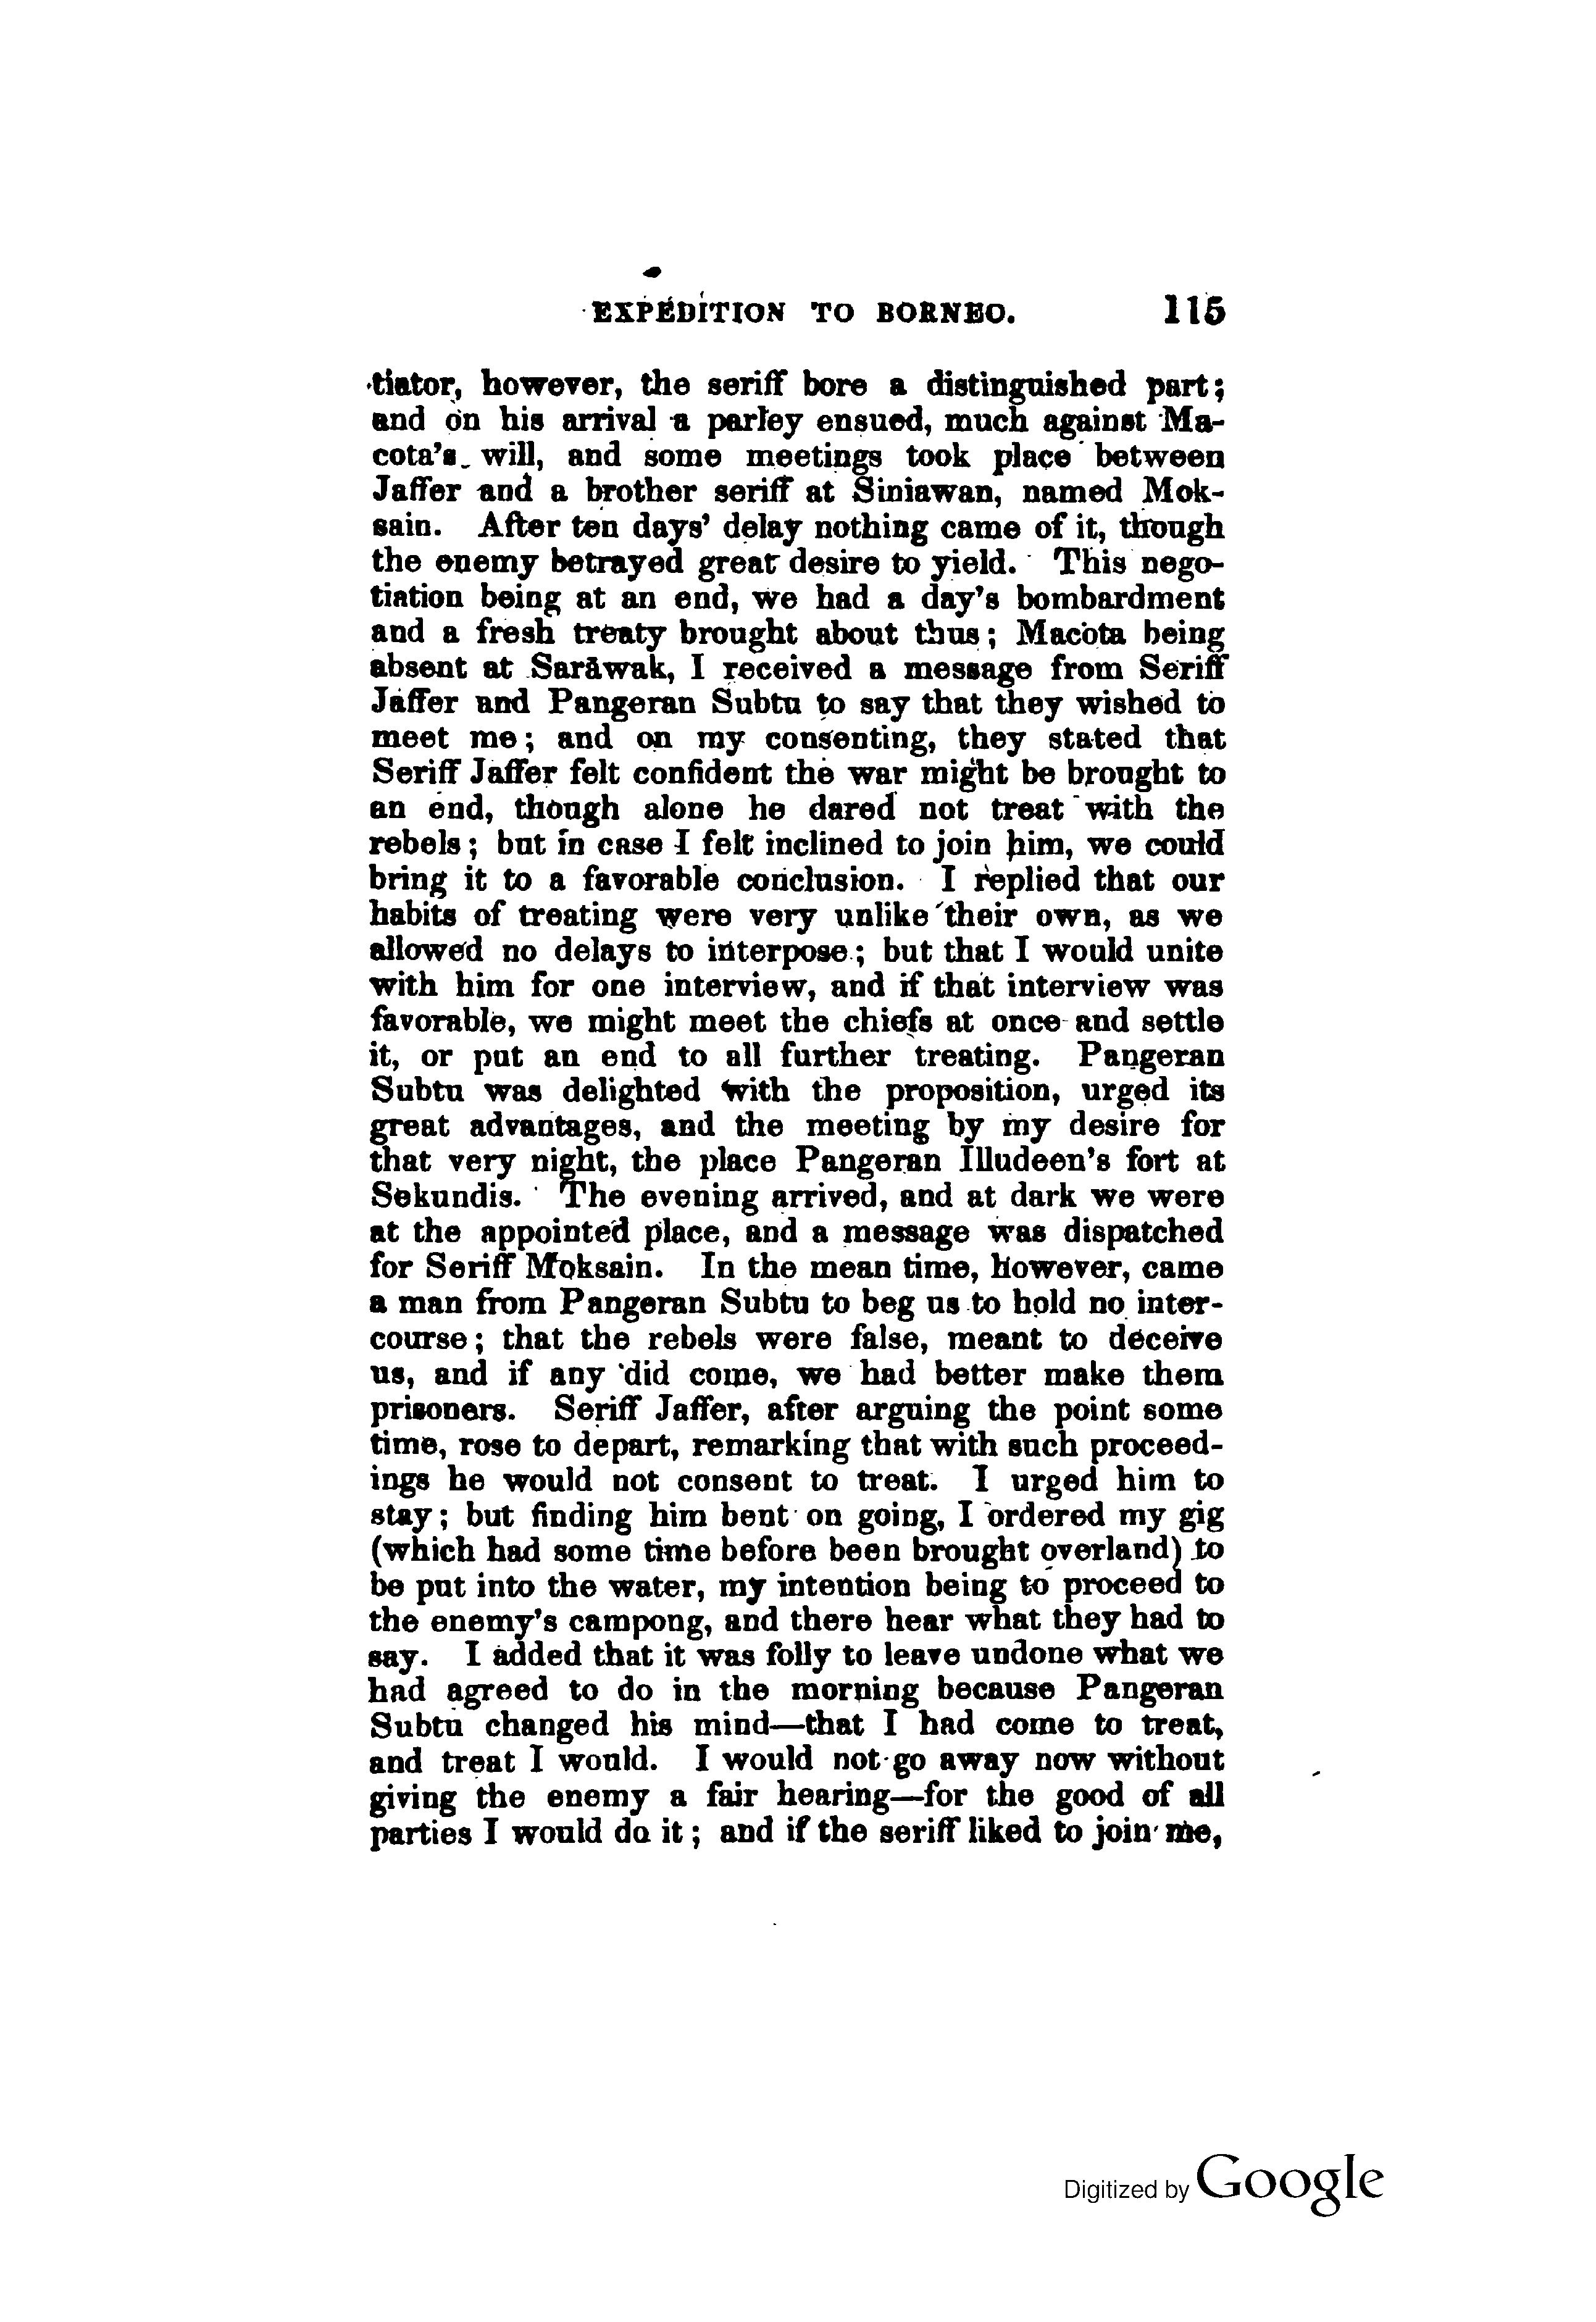 EXPEDITION TO BORNEO. 115
tiator, however, the seriff bore a distinguished part;
and on his arrival a parley ensued, much against Ma-
cota's will, and some meetings took place between
Jaffer and a brother seriff at Siniawan, named Mok-
sain. After ten days' delay nothing came of it, though
the enemy betrayed great desire to yield. This nego-
tiation being at an end, we had a day's bombardment
and a fresh treaty brought about thus; Macota being
absent at Sarāwak, I received a message from Seriff
Jaffer and Pangeran Subtu to say that they wished to
meet me; and on my consenting, they stated that
Seriff Jaffer felt confident the war might be brought to
an end, though alone he dared not treat with the
rebels; but in case I felt inclined to join him, we could
bring it to a favorable conclusion. I replied that our
habits of treating were very unlike their own, as we
allowed no delays to interpose; but that I would unite
with him for one interview, and if that interview was
favorable, we might meet the chiefs at once and settle
it, or put an end to all further treating. Pangeran
Subtu was delighted with the proposition, urged its
great advantages, and the meeting by my desire for
that very night, the place Pangeran Illudeen's fort at
Sekundis. The evening arrived, and at dark we were
at the appointed place, and a message was dispatched
for Seriff Moksain. In the mean time, however, came
a man from Pangeran Subtu to beg us to hold no inter-
course; that the rebels were false, meant to deceive
us, and if any did come, we had better make them
prisoners. Seriff Jaffer, after arguing the point some
time, rose to depart, remarking that with such proceed-
ings he would not consent to treat. I urged him to
stay; but finding him bent on going, I ordered my gig
(which had some time before been brought overland) to
be put into the water, my intention being to proceed to
the enemy's campong, and there hear what they had to
say. I added that it was folly to leave undone what we
had agreed to do in the morning because Pangeran
Subtu changed his mind—that I had come to treat,
and treat I would. I would not go away now without
giving the enemy a fair hearing—for the good of all
parties I would do it; and if the seriff liked to join me,
Digitized by Google